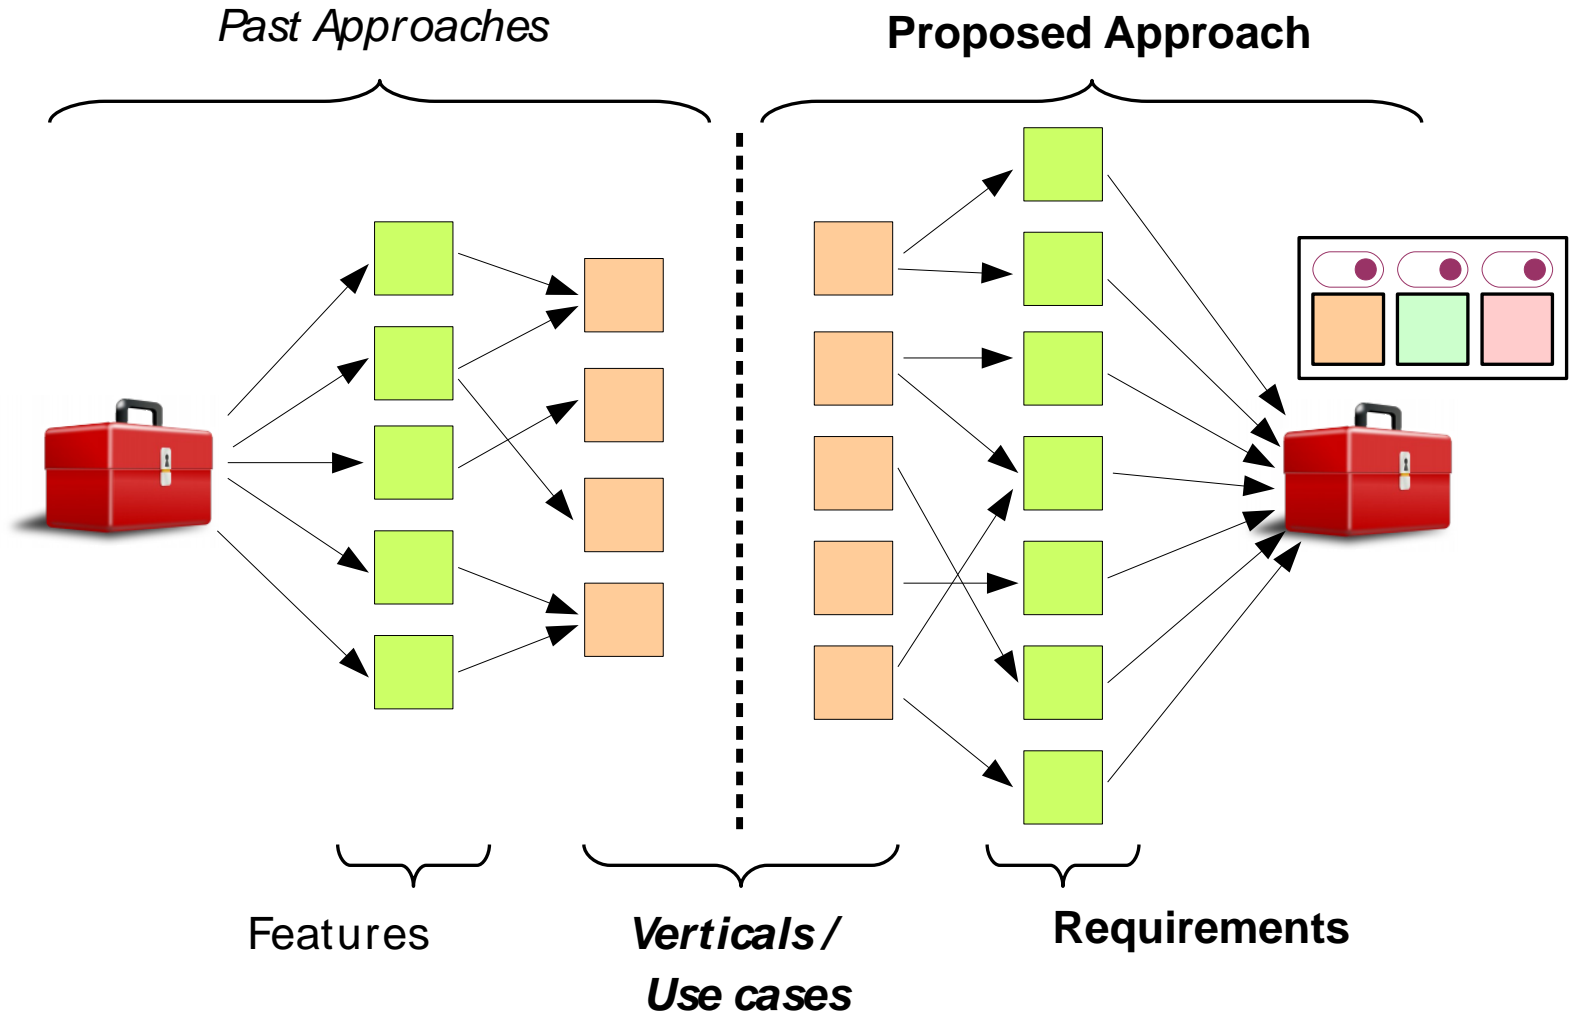 Past Approaches
Proposed Approach
Features
Verticals /
Use cases
Requirements